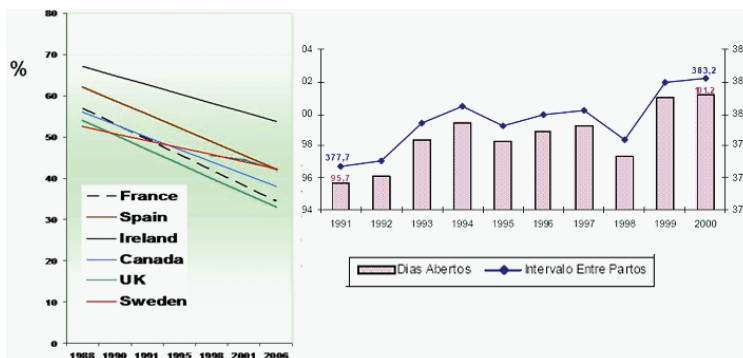 80
70
%
60
50
40
30
20
10
0
France
Spain
Ireland
Canada
UK
Sweden
1988 1990 1991 1995 1998 2001 2006
04
02
00
98
96
94
377,7
95,7
383,2
01,2
38
38
38
37
37
37
1991 1992 1993 1994 1995 1996 1997 1998 1999 2000
Dias Abertos Intervalo Entre Partos